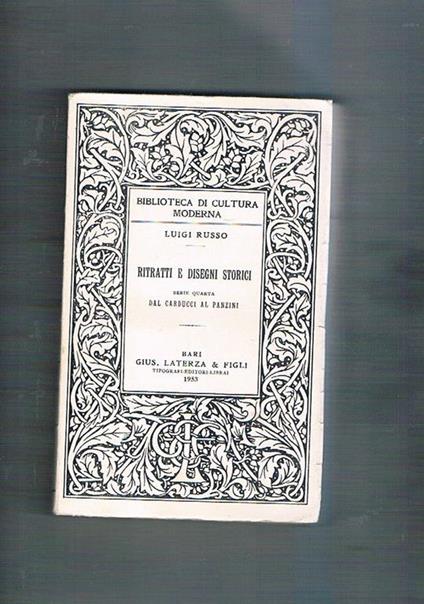 BIBLIOTECA DI CULTURA
MODERNA
LUIGI RUSSO
RITRATTI E DISEGNI STORICI
SERIE QUARTA
DAL CARDUCCI AL PANZINI
BARI
GIUS. LATERZA & FIGLI
TIPOGRAFI-EDITORI-LIBRAI
1953